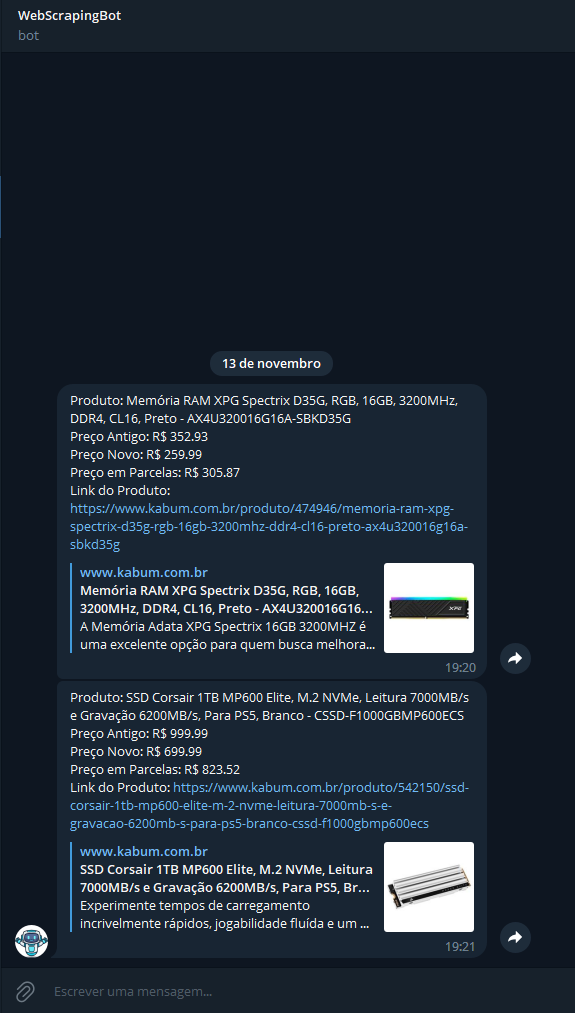 WebScrapingBot
bot
13 de novembro
Produto: Memória RAM XPG Spectrix D35G, RGB, 16GB, 3200MHz,
DDR4, CL16, Preto - AX4U320016G16A-SBKD35G
Preço Antigo: R$ 352.93
Preço Novo: R$ 259.99
Preço em Parcelas: R$ 305.87
Link do Produto:
https://www.kabum.com.br/produto/474946/memoria-ram-xpg-
spectrix-d35g-rgb-16gb-3200mhz-ddr4-cl16-preto-ax4u320016g16a-
sbkd35g
www.kabum.com.br
Memória RAM XPG Spectrix D35G, RGB, 16GB,
3200MHz, DDR4, CL16, Preto - AX4U320016G16...
A Memória Adata XPG Spectrix 16GB 3200MHZ é
uma excelente opção para quem busca melhora...
XPG
19:20
Produto: SSD Corsair 1TB MP600 Elite, M.2 NVMe, Leitura 7000MB/s
e Gravação 6200MB/s, Para PS5, Branco - CSSD-F1000GBMP600ECS
Preço Antigo: R$ 999.99
Preço Novo: R$ 699.99
Preço em Parcelas: R$ 823.52
Link do Produto: https://www.kabum.com.br/produto/542150/ssd-
corsair-1tb-mp600-elite-m-2-nvme-leitura-7000mb-s-e-
gravacao-6200mb-s-para-ps5-branco-cssd-f1000gbmp600ecs
www.kabum.com.br
SSD Corsair 1TB MP600 Elite, M.2 NVMe, Leitura
7000MB/s e Gravação 6200MB/s, Para PS5, Br...
Experimente tempos de carregamento
incrivelmente rápidos, jogabilidade fluída e um ...
19:21
Escrever uma mensagem...